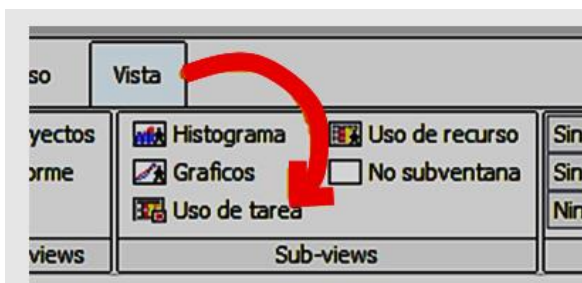 so Vista
yectos Histograma Uso de recurso Sin
orme Graficos No subventana Sin
Uso de tarea Nin
views Sub-views